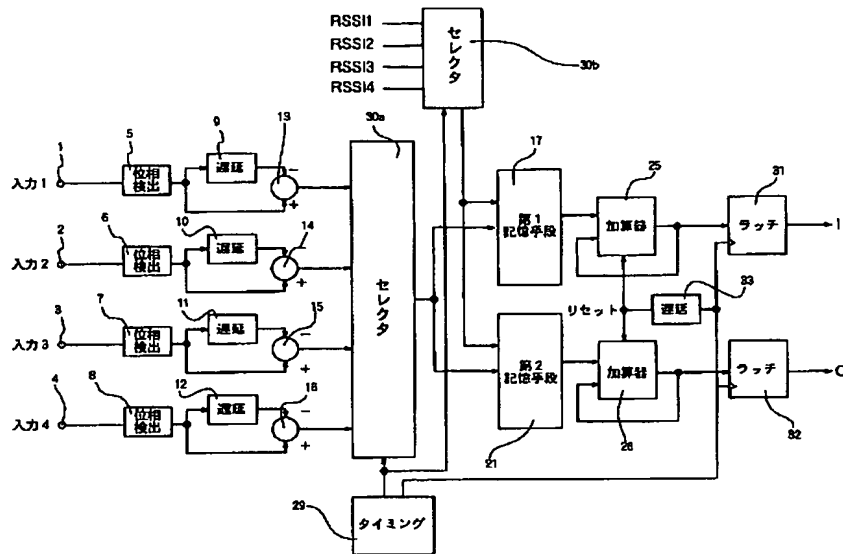 RSSI1
RSSI2
RSSI3
RSSI4
セレクタ
30b
30a
セレクタ
1
入力1
5
位相
検出
9
遅延
13
−
+
2
入力2
6
位相
検出
10
遅延
14
−
+
3
入力3
7
位相
検出
11
遅延
15
−
+
4
入力4
8
位相
検出
12
遅延
16
−
+
17
第1
記憶手段
25
加算器
31
ラッチ
I
リセット
遅延
33
21
第2
記憶手段
加算器
26
ラッチ
32
Q
29
タイミング